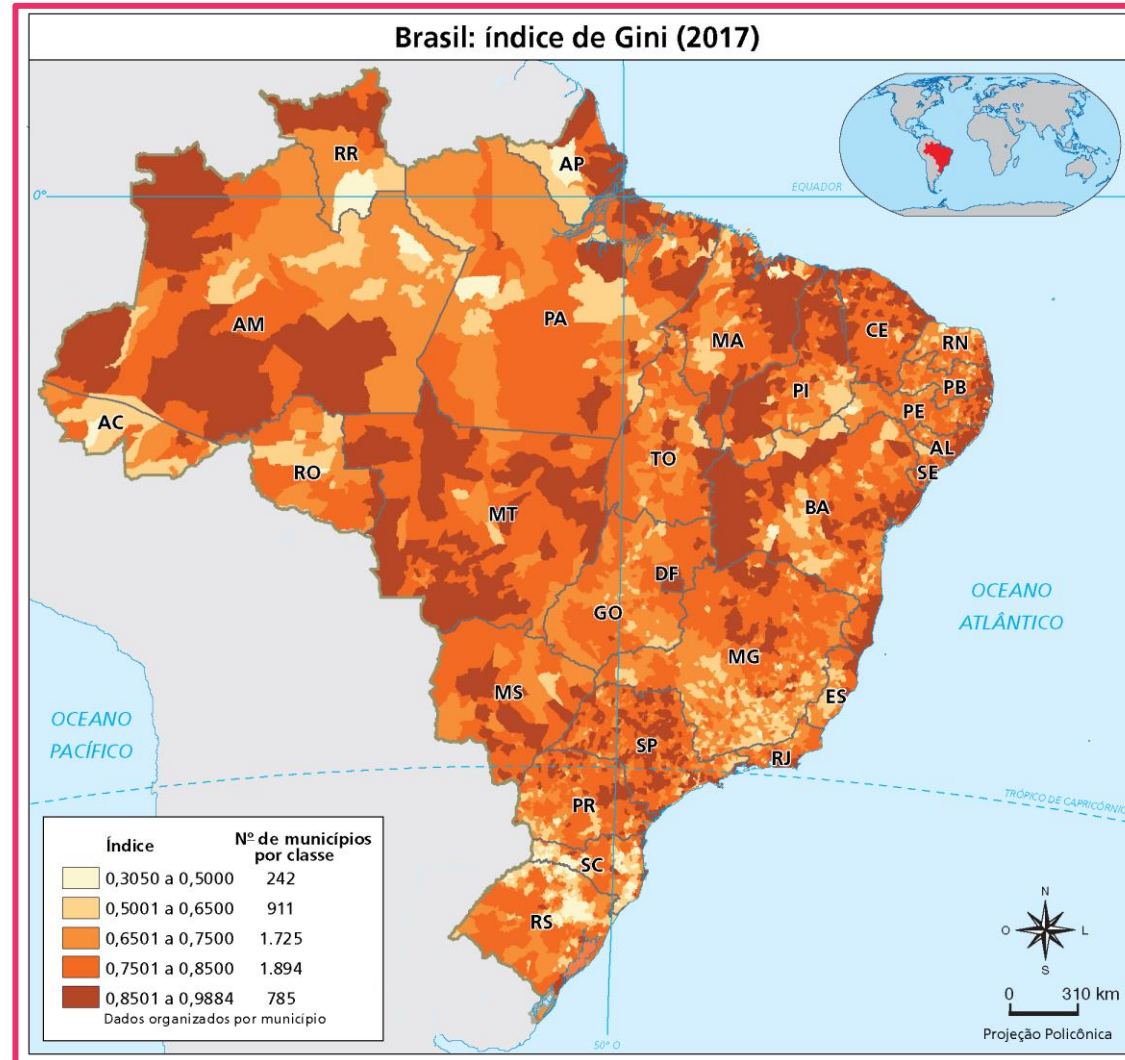 Brasil: índice de Gini (2017)
RR
AP
0°
EQUADOR
AM
PA
MA
CE
RN
PB
PI
PE
AC
AL
TO
SE
RO
BA
MT
DF
GO
OCEANO
ATLÂNTICO
MG
MS
ES
OCEANO
PACÍFICO
SP
RJ
TRÓPICO DE CAPRICÓRNIO
PR
SC
RS
Índice Nº de municípios
por classe
0,3050 a 0,5000 242
0,5001 a 0,6500 911
0,6501 a 0,7500 1.725
0,7501 a 0,8500 1.894
0,8501 a 0,9884 785
Dados organizados por município
N
O L
S
0 310 km
Projeção Policônica
50° O